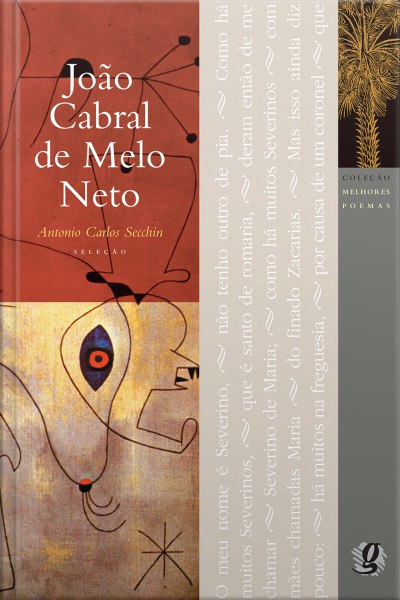 João
Cabral
de Melo
Neto
Antonio Carlos Secchin
SELEÇÃO
O meu nome é Severino, ~ não tenho outro de pia. ~ Como há
muitos Severinos, ~ que é santo de romaria, ~ deram então de me
chamar ~ Severino de Maria; ~ como há muitos Severinos ~ com
mães chamadas Maria ~ do finado Zacarias. ~ Mas isso ainda diz
pouco: ~ há muitos na freguesia, ~ por causa de um coronel ~ que
COLEÇÃO
MELHORES
POEMAS
g